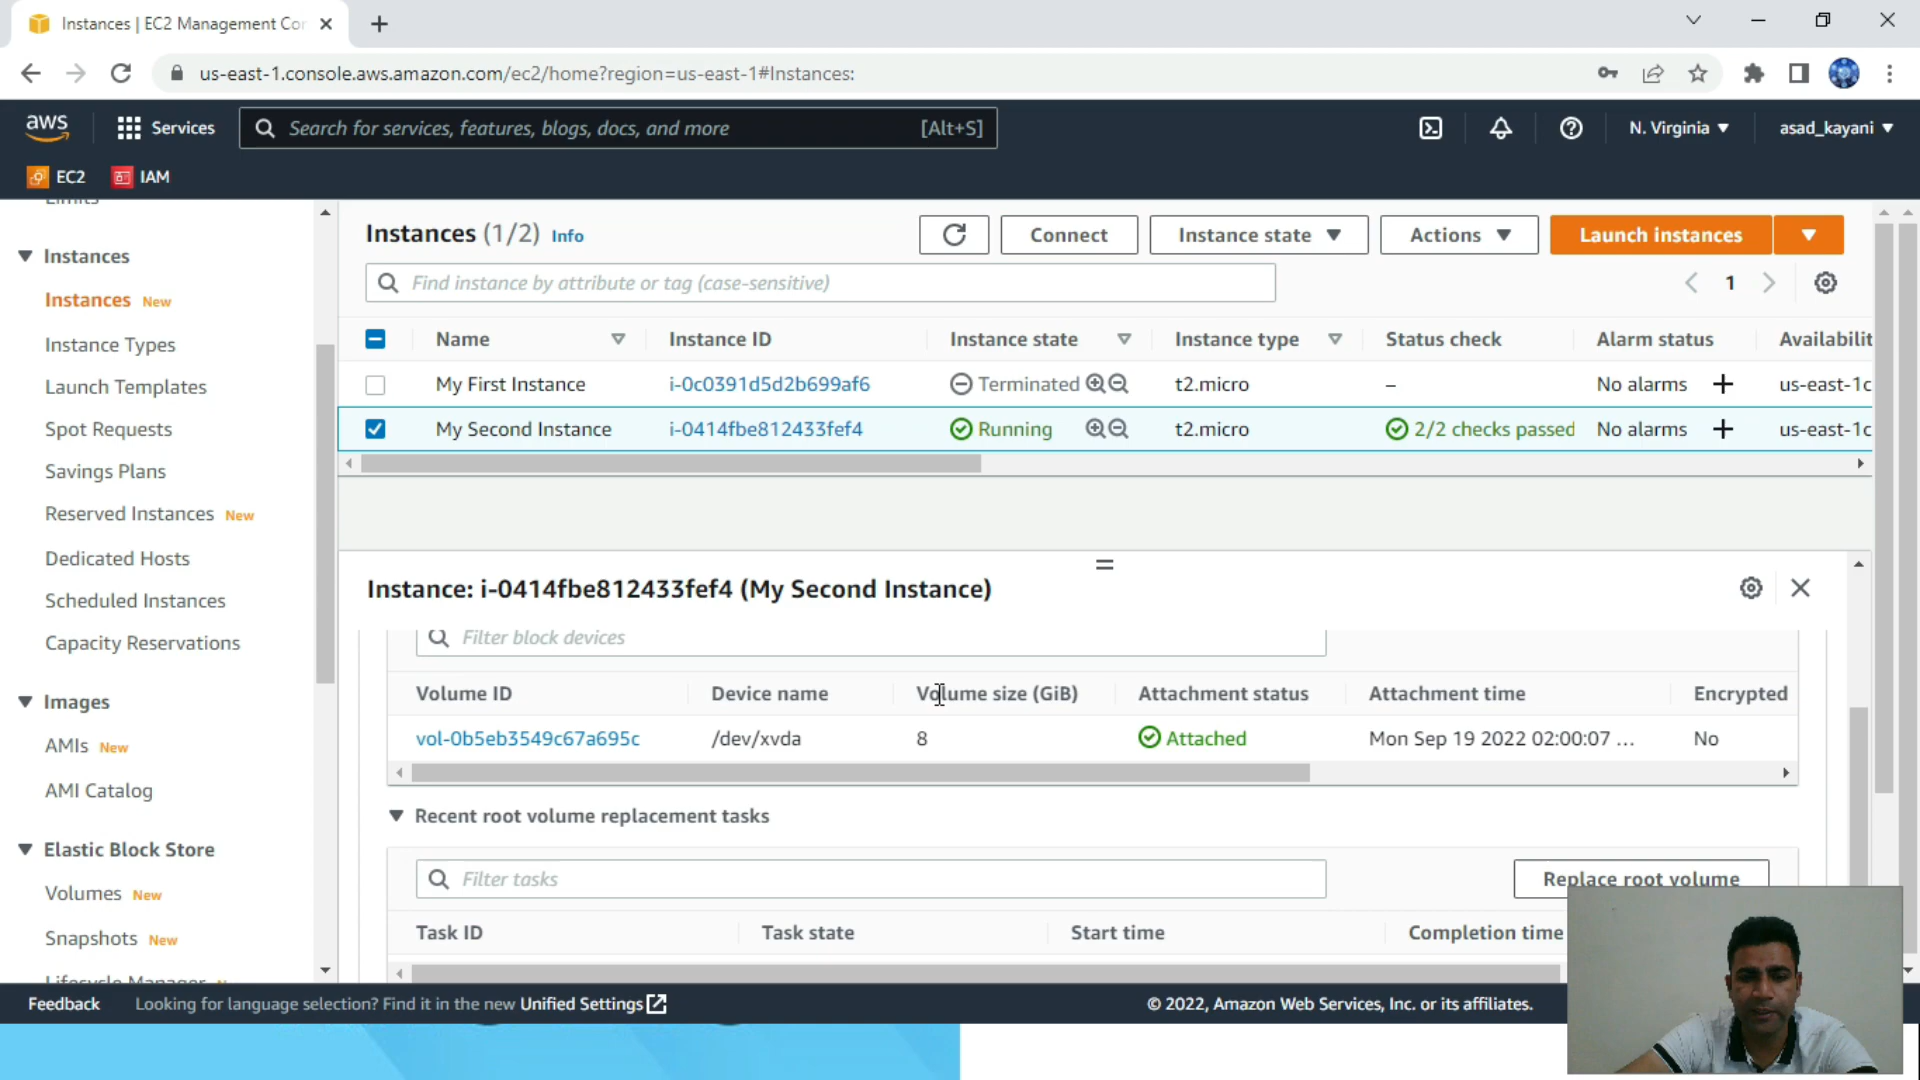 Instances | EC2 Management Cor
us-east-1.console.aws.amazon.com/ec2/home?region=us-east-1#Instances:
aws
Services
Search for services, features, blogs, docs, and more
[Alt+S]
N. Virginia
asad_kayani
EC2
IAM
Limits
Instances
Instances New
Instance Types
Launch Templates
Spot Requests
Savings Plans
Reserved Instances New
Dedicated Hosts
Scheduled Instances
Capacity Reservations
Images
AMIs New
AMI Catalog
Elastic Block Store
Volumes New
Snapshots New
Lifecycle Manager
Instances (1/2) Info
Connect
Instance state
Actions
Launch instances
Find instance by attribute or tag (case-sensitive)
1
Name Instance ID Instance state Instance type Status check Alarm status Availabilit
My First Instance i-0c0391d5d2b699af6 Terminated t2.micro – No alarms us-east-1c
My Second Instance i-0414fbe812433fef4 Running t2.micro 2/2 checks passed No alarms us-east-1c
Instance: i-0414fbe812433fef4 (My Second Instance)
Filter block devices
Volume ID Device name Volume size (GiB) Attachment status Attachment time Encrypted
vol-0b5eb3549c67a695c /dev/xvda 8 Attached Mon Sep 19 2022 02:00:07 ... No
Recent root volume replacement tasks
Filter tasks
Replace root volume
Task ID Task state Start time Completion time
Feedback
Looking for language selection? Find it in the new Unified Settings
© 2022, Amazon Web Services, Inc. or its affiliates.